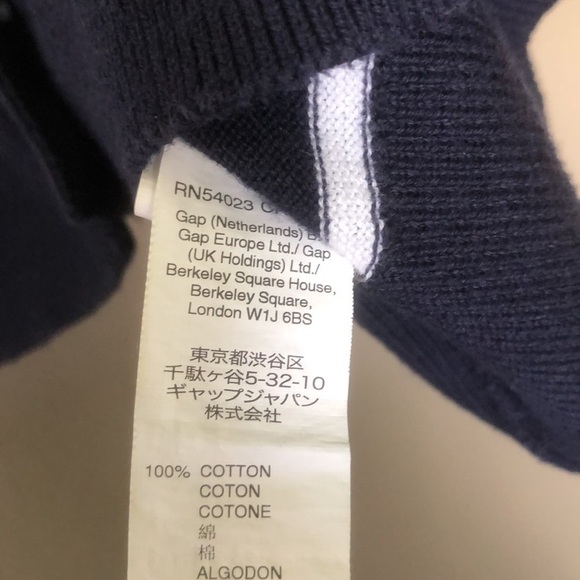 RN54023
Gap (Netherlands)
Gap Europe Ltd./ Gap
(UK Holdings) Ltd./
Berkeley Square House,
Berkeley Square,
London W1J 6BS
東京都渋谷区
千駄ヶ谷5-32-10
ギャップジャパン
株式会社
100% COTTON
COTON
COTONE
綿
棉
ALGODON